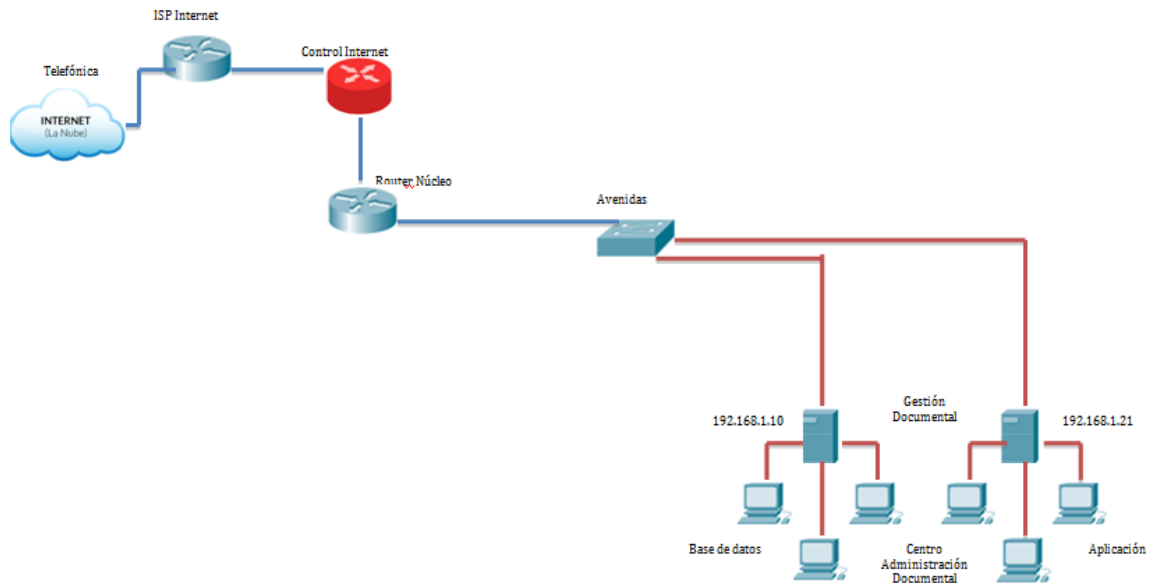 ISP Internet
Control Internet
Telefónica
INTERNET
(La Nube)
Router Núcleo
Avenidas
Gestión
Documental
192.168.1.10
192.168.1.21
Base de datos
Centro
Administración
Documental
Aplicación